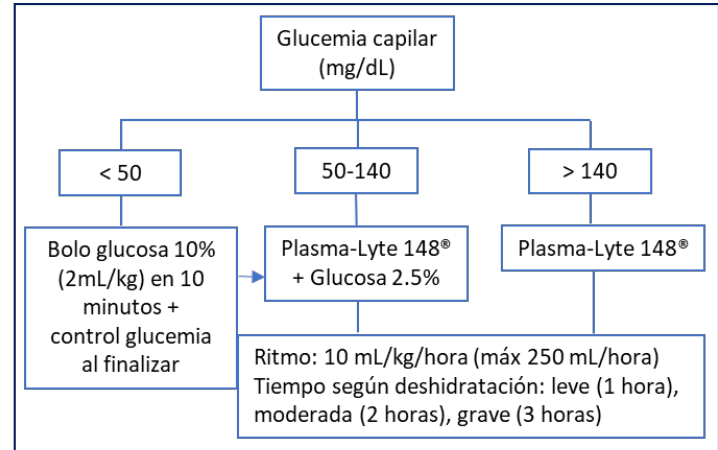 Glucemia capilar
(mg/dL)
< 50
50-140
> 140
Bolo glucosa 10%
(2mL/kg) en 10
minutos +
control glucemia
al finalizar
Plasma-Lyte 148®
+ Glucosa 2.5%
Plasma-Lyte 148®
Ritmo: 10 mL/kg/hora (máx 250 mL/hora)
Tiempo según deshidratación: leve (1 hora),
moderada (2 horas), grave (3 horas)